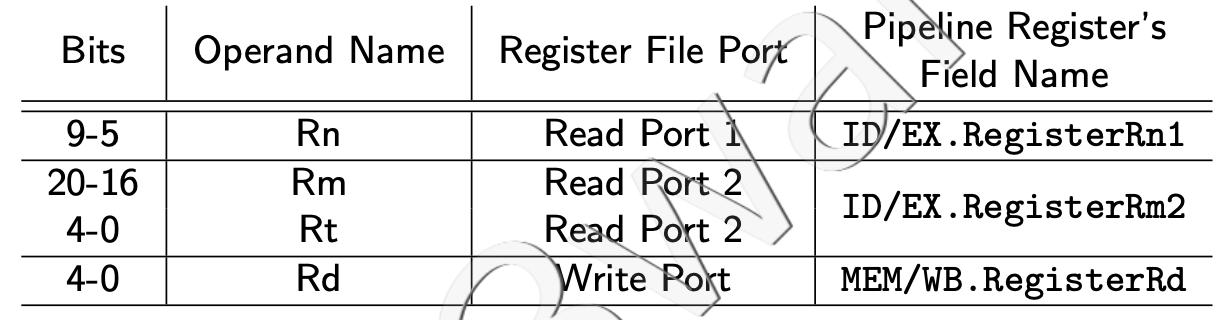 Bits Operand Name Register File Port Pipeline Register's Field Name
9-5 Rn Read Port 1 ID/EX.RegisterRn1
20-16 Rm Read Port 2 ID/EX.RegisterRm2
4-0 Rt Read Port 2
4-0 Rd Write Port MEM/WB.RegisterRd